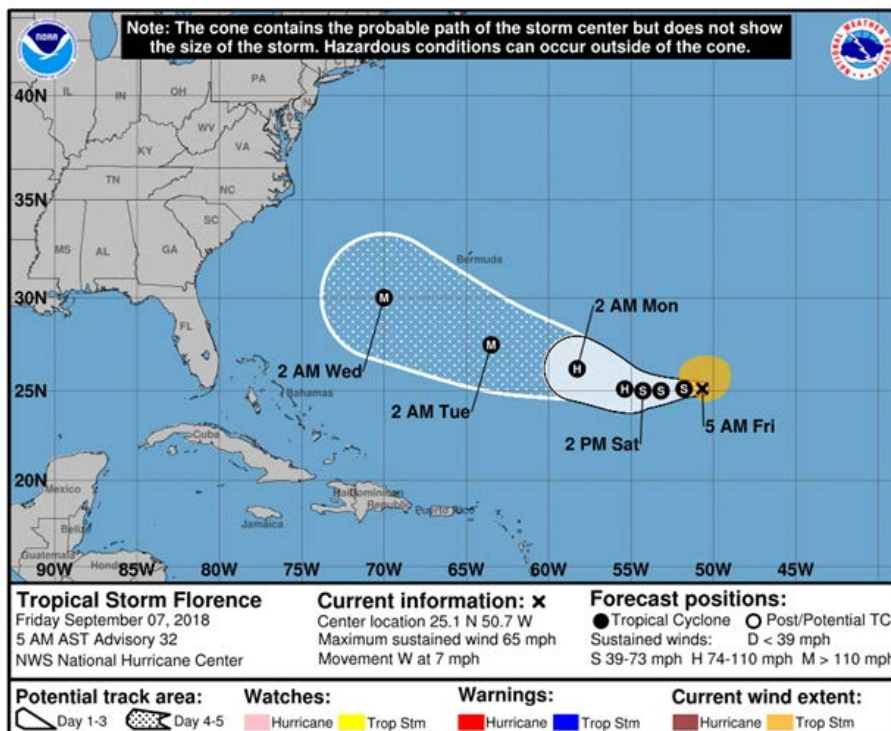 Note: The cone contains the probable path of the storm center but does not show
the size of the storm. Hazardous conditions can occur outside of the cone.
NOAA
NATIONAL WEATHER SERVICE
40N
35N
30N
25N
20N
IL
IN
OH
PA
WV
VA
KY
TN
NC
SC
MS
AL
GA
FL
Bermuda
2 AM Mon
M
M
H
H
S
S
S
2 AM Wed
2 AM Tue
2 PM Sat
5 AM Fri
Bahamas
Cuba
Mexico
Belize
Jamaica
Haiti
Dominican
Republic
Puerto Rico
Guatemala
90W
85W
80W
75W
70W
65W
60W
55W
50W
45W
Tropical Storm Florence
Friday September 07, 2018
5 AM AST Advisory 32
NWS National Hurricane Center
Current information: ×
Center location 25.1 N 50.7 W
Maximum sustained wind 65 mph
Movement W at 7 mph
Forecast positions:
● Tropical Cyclone ○ Post/Potential TC
Sustained winds: D < 39 mph
S 39-73 mph H 74-110 mph M > 110 mph
Potential track area:
Day 1-3 Day 4-5
Watches:
Hurricane Trop Stm
Warnings:
Hurricane Trop Stm
Current wind extent:
Hurricane Trop Stm